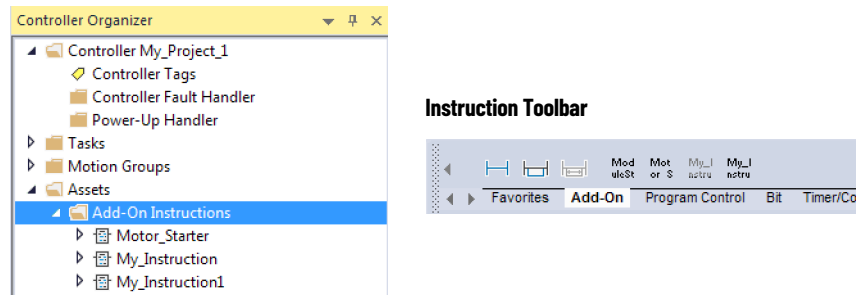 Controller Organizer
Controller My_Project_1
Controller Tags
Controller Fault Handler
Power-Up Handler
Tasks
Motion Groups
Assets
Add-On Instructions
Motor_Starter
My_Instruction
My_Instruction1
Instruction Toolbar
Mod Mot My_I My_I
uleSt or S nstru nstru
Favorites Add-On Program Control Bit Timer/Co